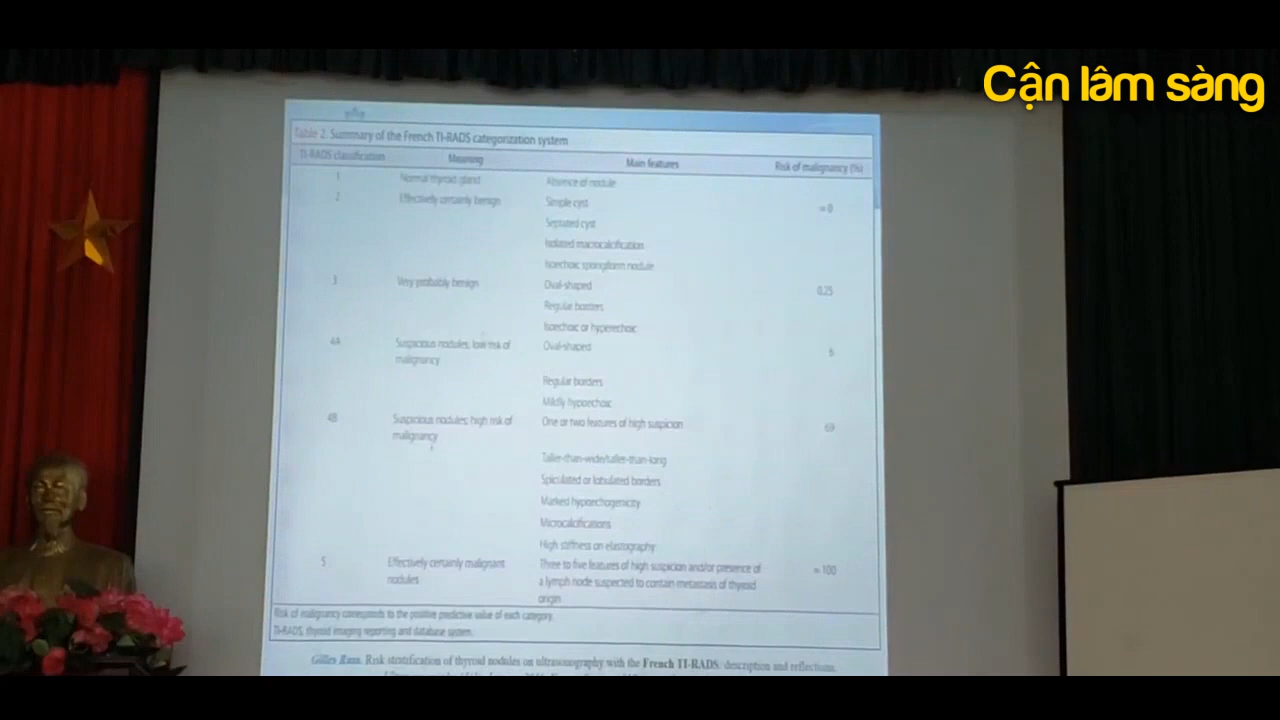 Cận lâm sàng
Table 2. Summary of the French TI-RADS categorization system
TI-RADS classification Meaning Main features Risk of malignancy (%)
1 Normal thyroid gland Absence of nodule
2 Effectively certainly benign Simple cyst ≈0
Septated cyst
Isolated macrocalcification
Isoechoic spongiform nodule
3 Very probably benign Oval-shaped 0.25
Regular borders
Isoechoic or hyperechoic
4A Suspicious nodules; low risk of malignancy Oval-shaped 6
Regular borders
Mildly hypoechoic
4B Suspicious nodules; high risk of malignancy One or two features of high suspicion 69
Taller-than-wide/taller-than-long
Spiculated or lobulated borders
Marked hypoechogenicity
Microcalcifications
High stiffness on elastography
5 Effectively certainly malignant nodules Three to five features of high suspicion and/or presence of ≈100
a lymph node suspected to contain metastasis of thyroid
origin
Risk of malignancy corresponds to the positive predictive value of each category.
TI-RADS, thyroid imaging reporting and database system.
Gilles Russ. Risk stratification of thyroid nodules on ultrasonography with the French TI-RADS: description and reflections.